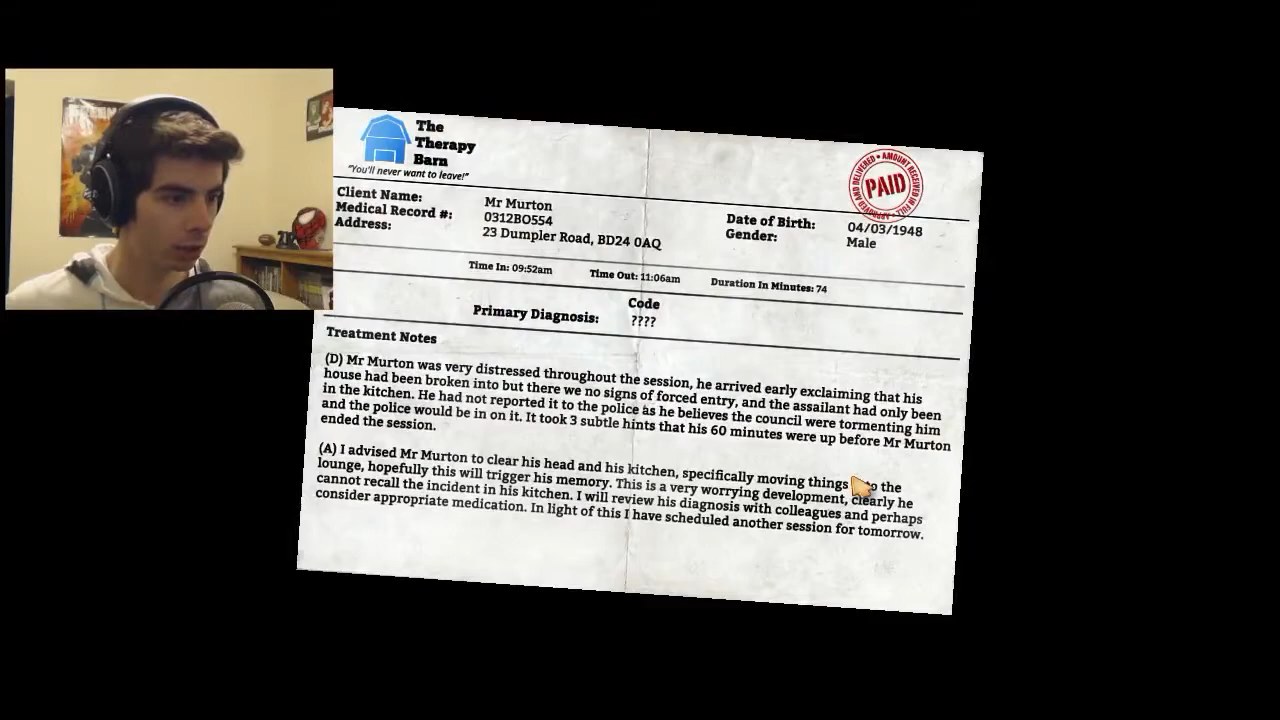 The
Therapy
Barn
"You'll never want to leave!"
AMOUNT RECEIVED IN FULL • APPROVED AND DELIVERED •
PAID
Client Name: Mr Murton
Medical Record #: 0312BO554
Address: 23 Dumpler Road, BD24 0AQ
Date of Birth: 04/03/1948
Gender: Male
Time In: 09:52am Time Out: 11:06am Duration In Minutes: 74
Code
Primary Diagnosis: ????
Treatment Notes
(D) Mr Murton was very distressed throughout the session, he arrived early exclaiming that his
house had been broken into but there we no signs of forced entry, and the assailant had only been
in the kitchen. He had not reported it to the police as he believes the council were tormenting him
and the police would be in on it. It took 3 subtle hints that his 60 minutes were up before Mr Murton
ended the session.
(A) I advised Mr Murton to clear his head and his kitchen, specifically moving things the
lounge, hopefully this will trigger his memory. This is a very worrying development, clearly he
cannot recall the incident in his kitchen. I will review his diagnosis with colleagues and perhaps
consider appropriate medication. In light of this I have scheduled another session for tomorrow.